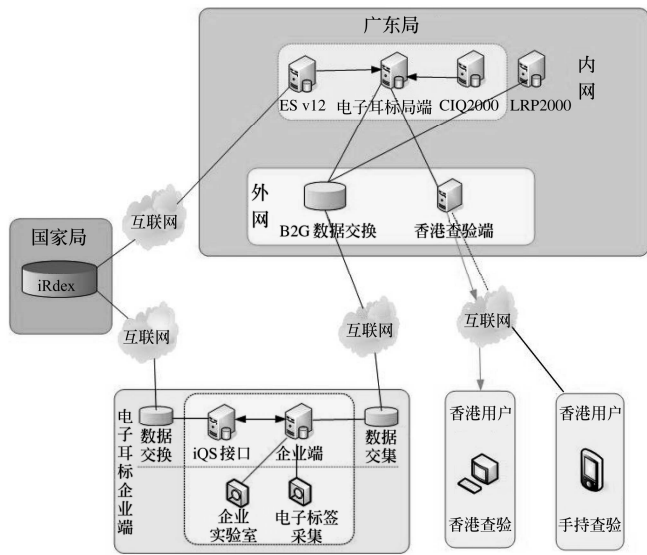 广东局
内
网
ES v12
电子耳标局端
CIQ2000
LRP2000
外
网
B2G 数据交换
香港查验端
互联网
国家局
iRdex
互联网
互联网
互联网
电子耳标企业端
数据
交换
iQS 接口
企业端
数据
交集
企业
实验室
电子标签
采集
香港用户
香港查验
香港用户
手持查验